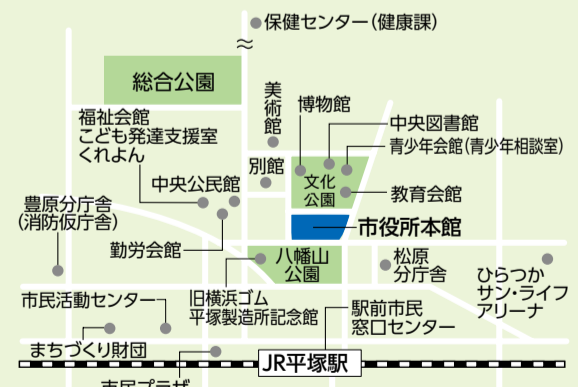 保健センター(健康課)
総合公園
美術館
博物館
福祉会館
こども発達支援室
くれよん
中央図書館
青少年会館(青少年相談室)
別館
文化
公園
中央公民館
教育会館
豊原分庁舎
(消防仮庁舎)
市役所本館
勤労会館
八幡山
公園
松原
分庁舎
ひらつか
サン・ライフ
アリーナ
市民活動センター
旧横浜ゴム
平塚製造所記念館
駅前市民
窓口センター
まちづくり財団
JR平塚駅
市民プラザ